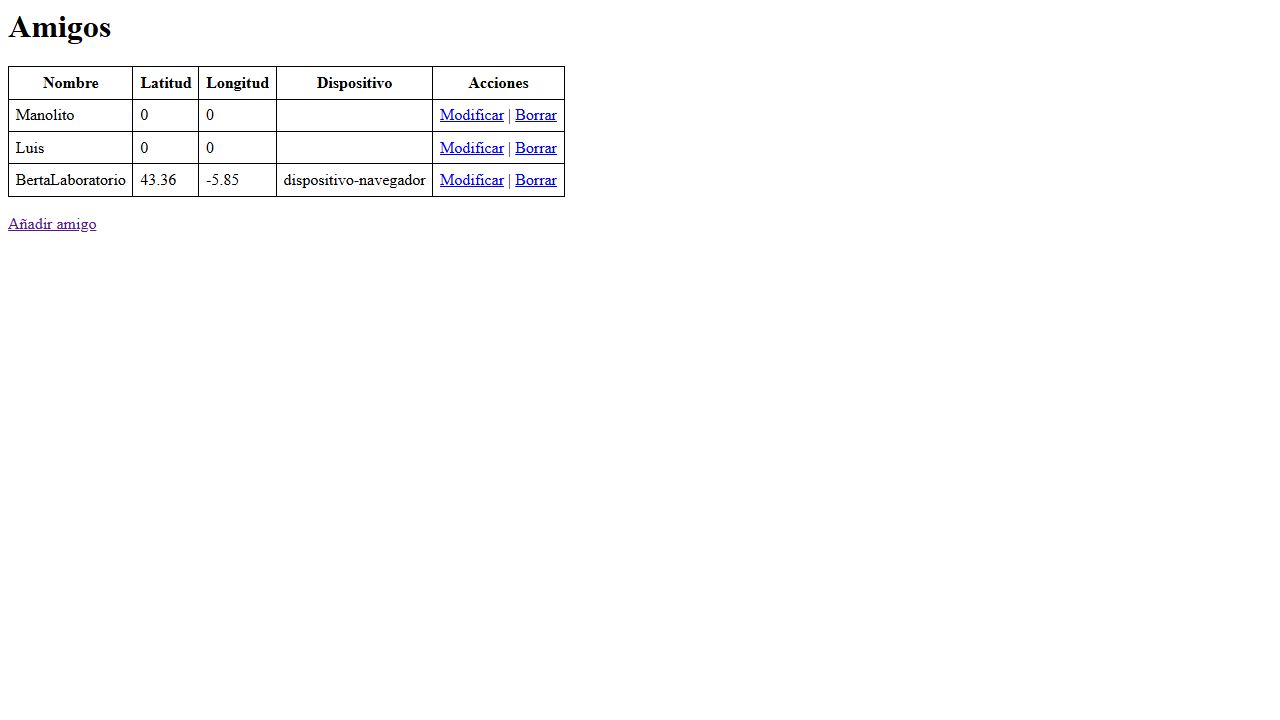 Amigos
Nombre Latitud Longitud Dispositivo Acciones
Manolito 0 0 Modificar | Borrar
Luis 0 0 Modificar | Borrar
BertaLaboratorio 43.36 -5.85 dispositivo-navegador Modificar | Borrar
Añadir amigo